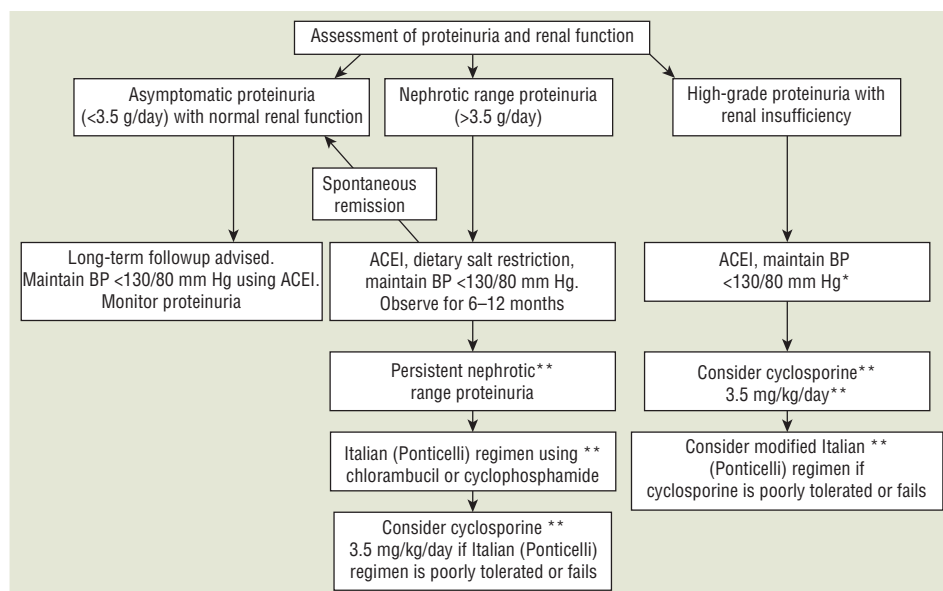 Assessment of proteinuria and renal function
Asymptomatic proteinuria
(<3.5 g/day) with normal renal function
Nephrotic range proteinuria
(>3.5 g/day)
High-grade proteinuria with
renal insufficiency
Spontaneous
remission
Long-term followup advised.
Maintain BP <130/80 mm Hg using ACEI.
Monitor proteinuria
ACEI, dietary salt restriction,
maintain BP <130/80 mm Hg.
Observe for 6–12 months
ACEI, maintain BP
<130/80 mm Hg*
Persistent nephrotic**
range proteinuria
Consider cyclosporine**
3.5 mg/kg/day**
Italian (Ponticelli) regimen using **
chlorambucil or cyclophosphamide
Consider modified Italian **
(Ponticelli) regimen if
cyclosporine is poorly tolerated or fails
Consider cyclosporine **
3.5 mg/kg/day if Italian (Ponticelli)
regimen is poorly tolerated or fails